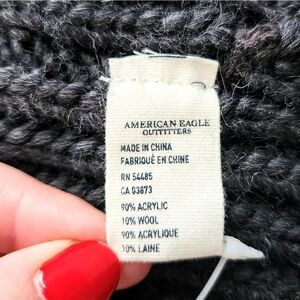 AMERICAN EAGLE
OUTFITTERS
MADE IN CHINA
FABRIQUÉ EN CHINE
RN 54485
CA 03873
90% ACRYLIC
10% WOOL
90% ACRYLIQUE
10% LAINE